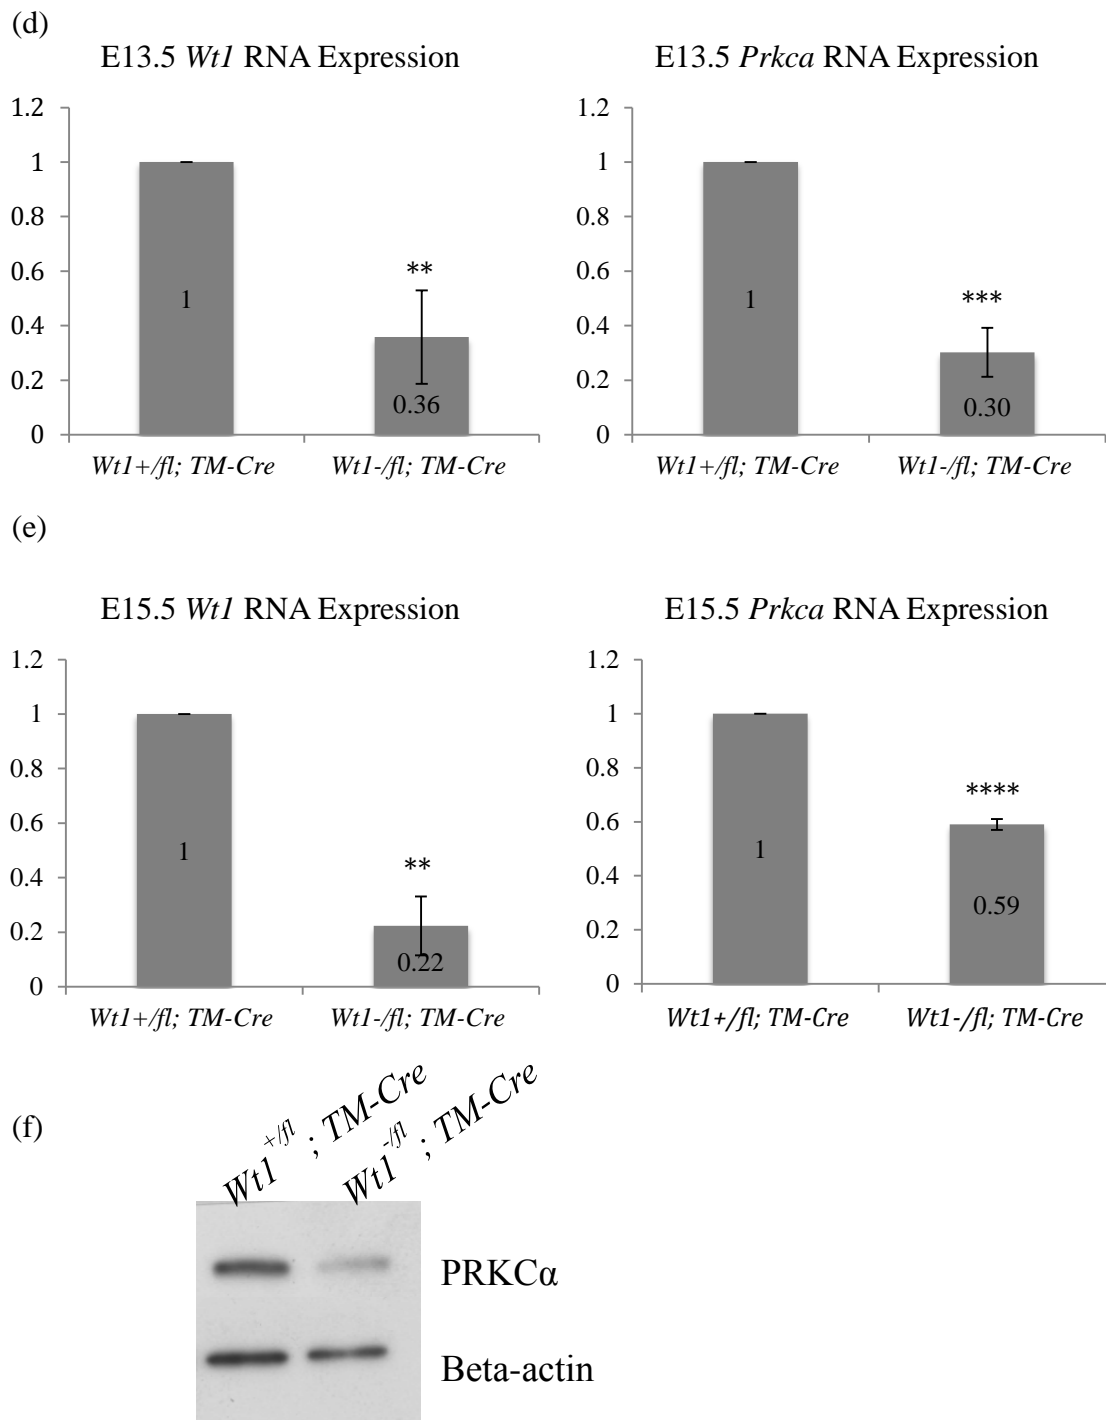 (d)
E13.5 Wt1 RNA Expression
1.2
1
0.8
0.6
0.4
0.2
0
1
**
0.36
Wt1+/fl; TM-Cre
Wt1-/fl; TM-Cre
E13.5 Prkca RNA Expression
1.2
1
0.8
0.6
0.4
0.2
0
1
***
0.30
Wt1+/fl; TM-Cre
Wt1-/fl; TM-Cre
(e)
E15.5 Wt1 RNA Expression
1.2
1
0.8
0.6
0.4
0.2
0
1
**
0.22
Wt1+/fl; TM-Cre
Wt1-/fl; TM-Cre
E15.5 Prkca RNA Expression
1.2
1
0.8
0.6
0.4
0.2
0
1
****
0.59
Wt1+/fl; TM-Cre
Wt1-/fl; TM-Cre
(f)
Wt1+/fl ; TM-Cre
Wt1-/fl ; TM-Cre
PRKCα
Beta-actin